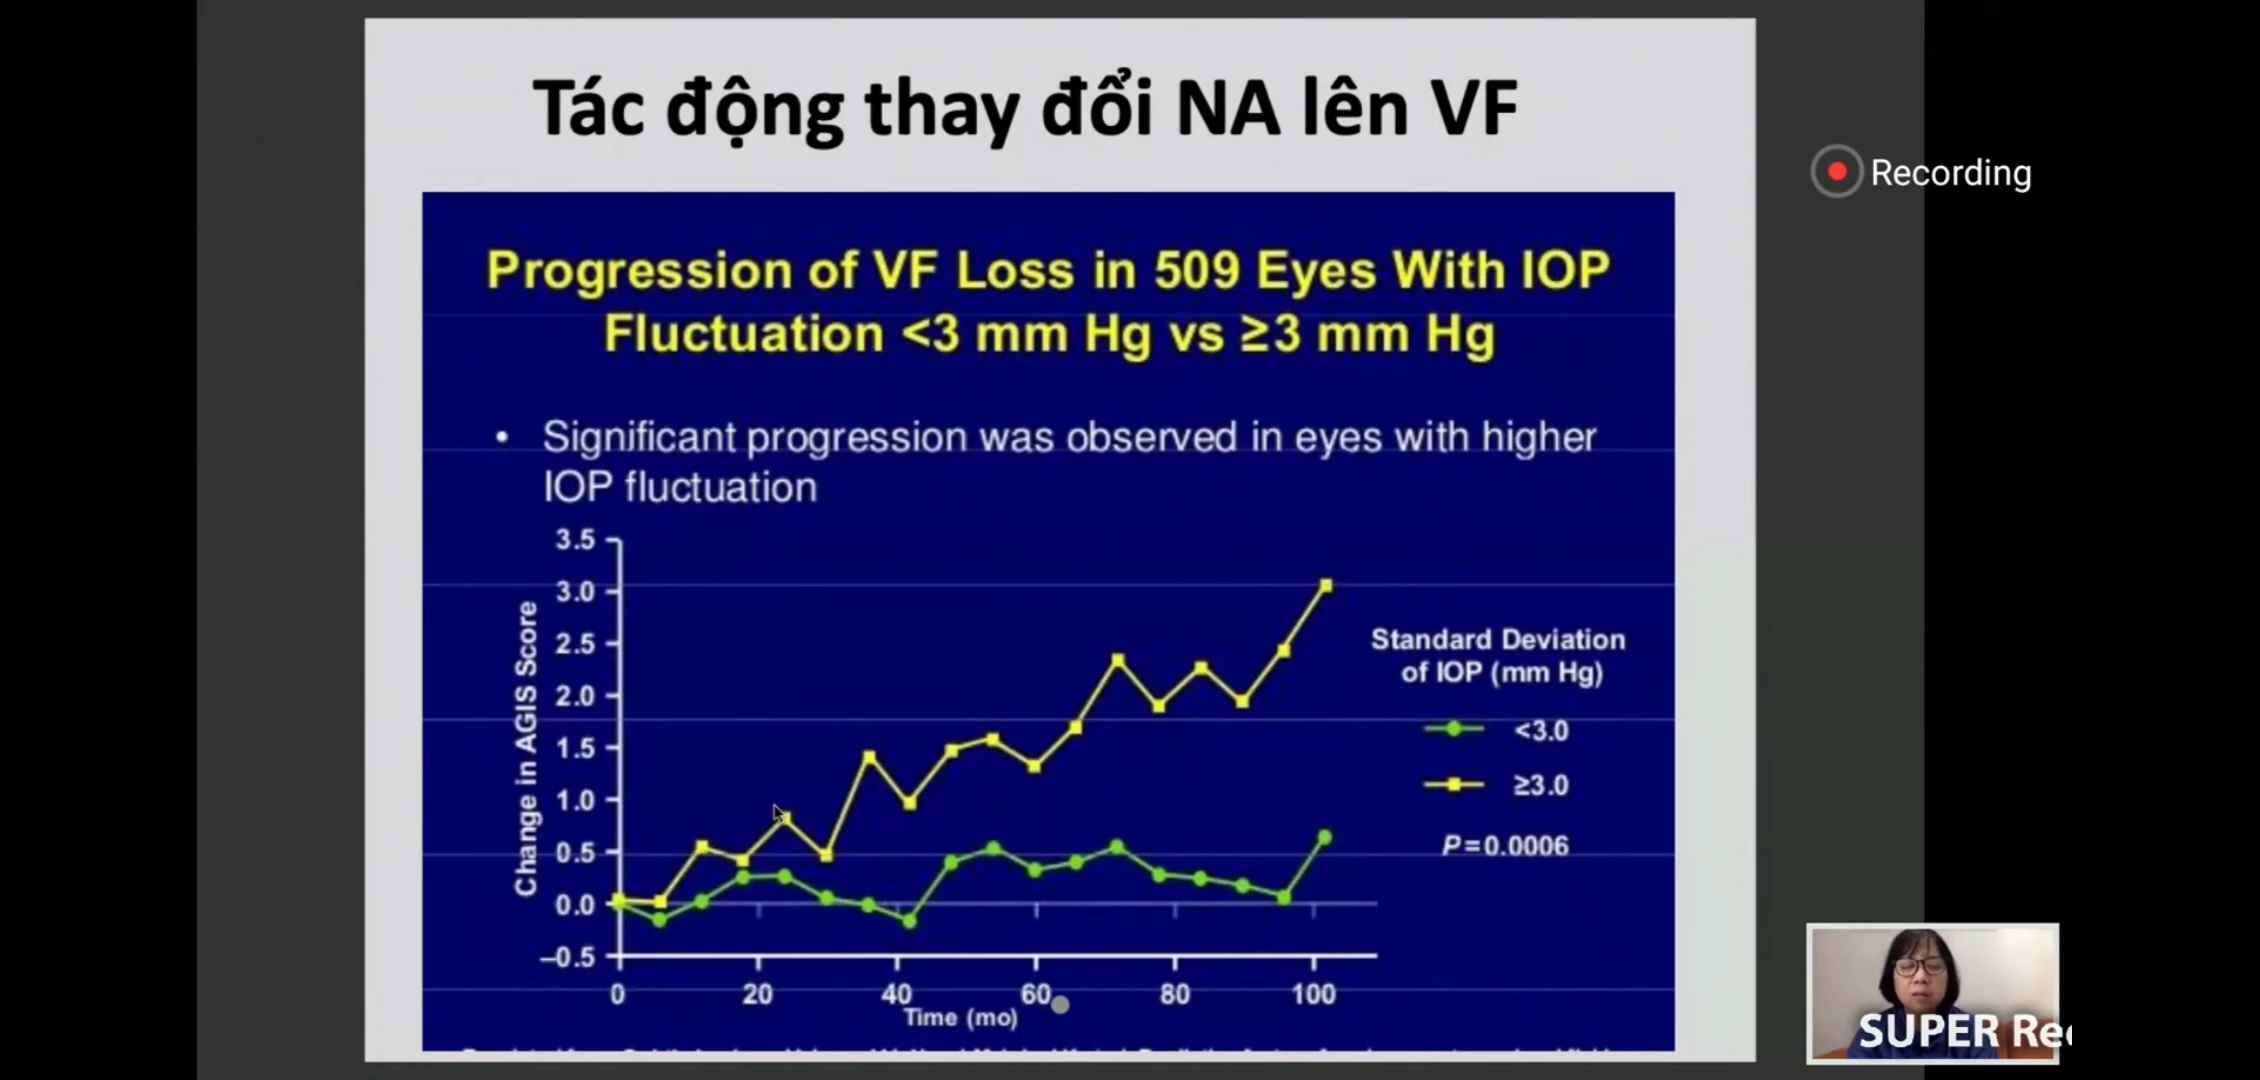 Tác động thay đổi NA lên VF
Recording
Progression of VF Loss in 509 Eyes With IOP
Fluctuation <3 mm Hg vs ≥3 mm Hg
• Significant progression was observed in eyes with higher
IOP fluctuation
3.5
3.0
2.5
2.0
1.5
1.0
0.5
0.0
–0.5
Change in AGIS Score
0 20 40 60 80 100
Time (mo)
Standard Deviation
of IOP (mm Hg)
<3.0
≥3.0
P=0.0006
SUPER